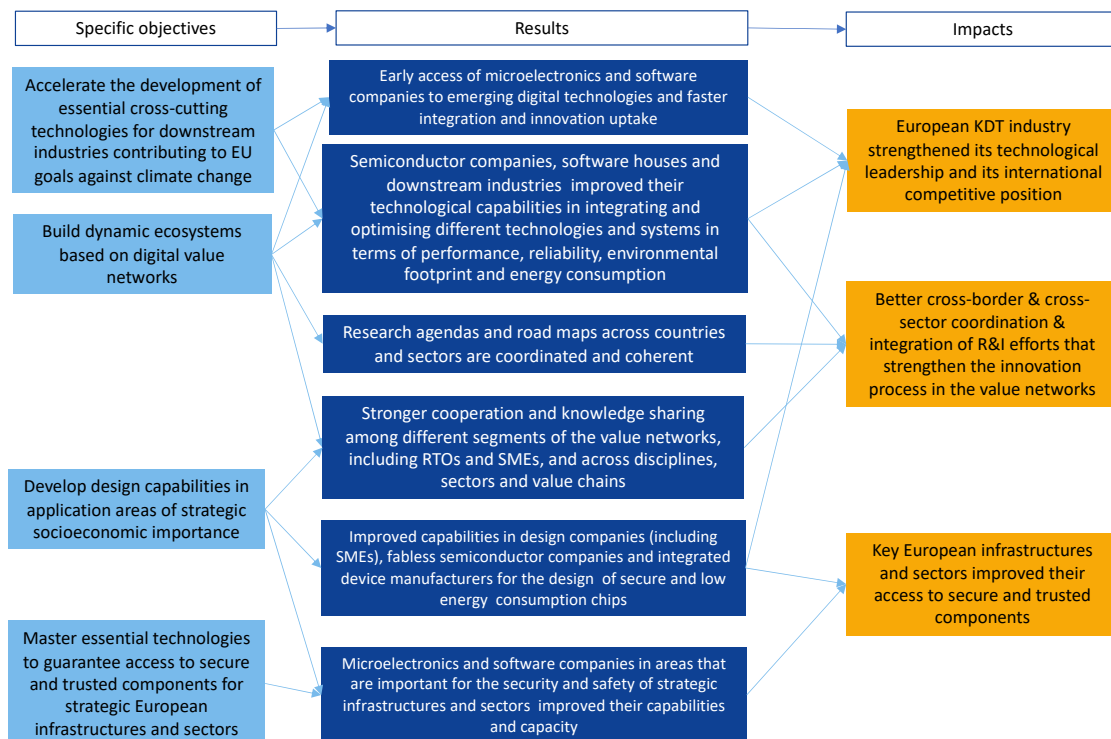 Specific objectives
Results
Impacts
Accelerate the development of
essential cross-cutting
technologies for downstream
industries contributing to EU
goals against climate change
Build dynamic ecosystems
based on digital value
networks
Develop design capabilities in
application areas of strategic
socioeconomic importance
Master essential technologies
to guarantee access to secure
and trusted components for
strategic European
infrastructures and sectors
Early access of microelectronics and software
companies to emerging digital technologies and faster
integration and innovation uptake
Semiconductor companies, software houses and
downstream industries improved their
technological capabilities in integrating and
optimising different technologies and systems in
terms of performance, reliability, environmental
footprint and energy consumption
Research agendas and road maps across countries
and sectors are coordinated and coherent
Stronger cooperation and knowledge sharing
among different segments of the value networks,
including RTOs and SMEs, and across disciplines,
sectors and value chains
Improved capabilities in design companies (including
SMEs), fabless semiconductor companies and integrated
device manufacturers for the design of secure and low
energy consumption chips
Microelectronics and software companies in areas that
are important for the security and safety of strategic
infrastructures and sectors improved their capabilities
and capacity
European KDT industry
strengthened its technological
leadership and its international
competitive position
Better cross-border & cross-
sector coordination &
integration of R&I efforts that
strengthen the innovation
process in the value networks
Key European infrastructures
and sectors improved their
access to secure and trusted
components